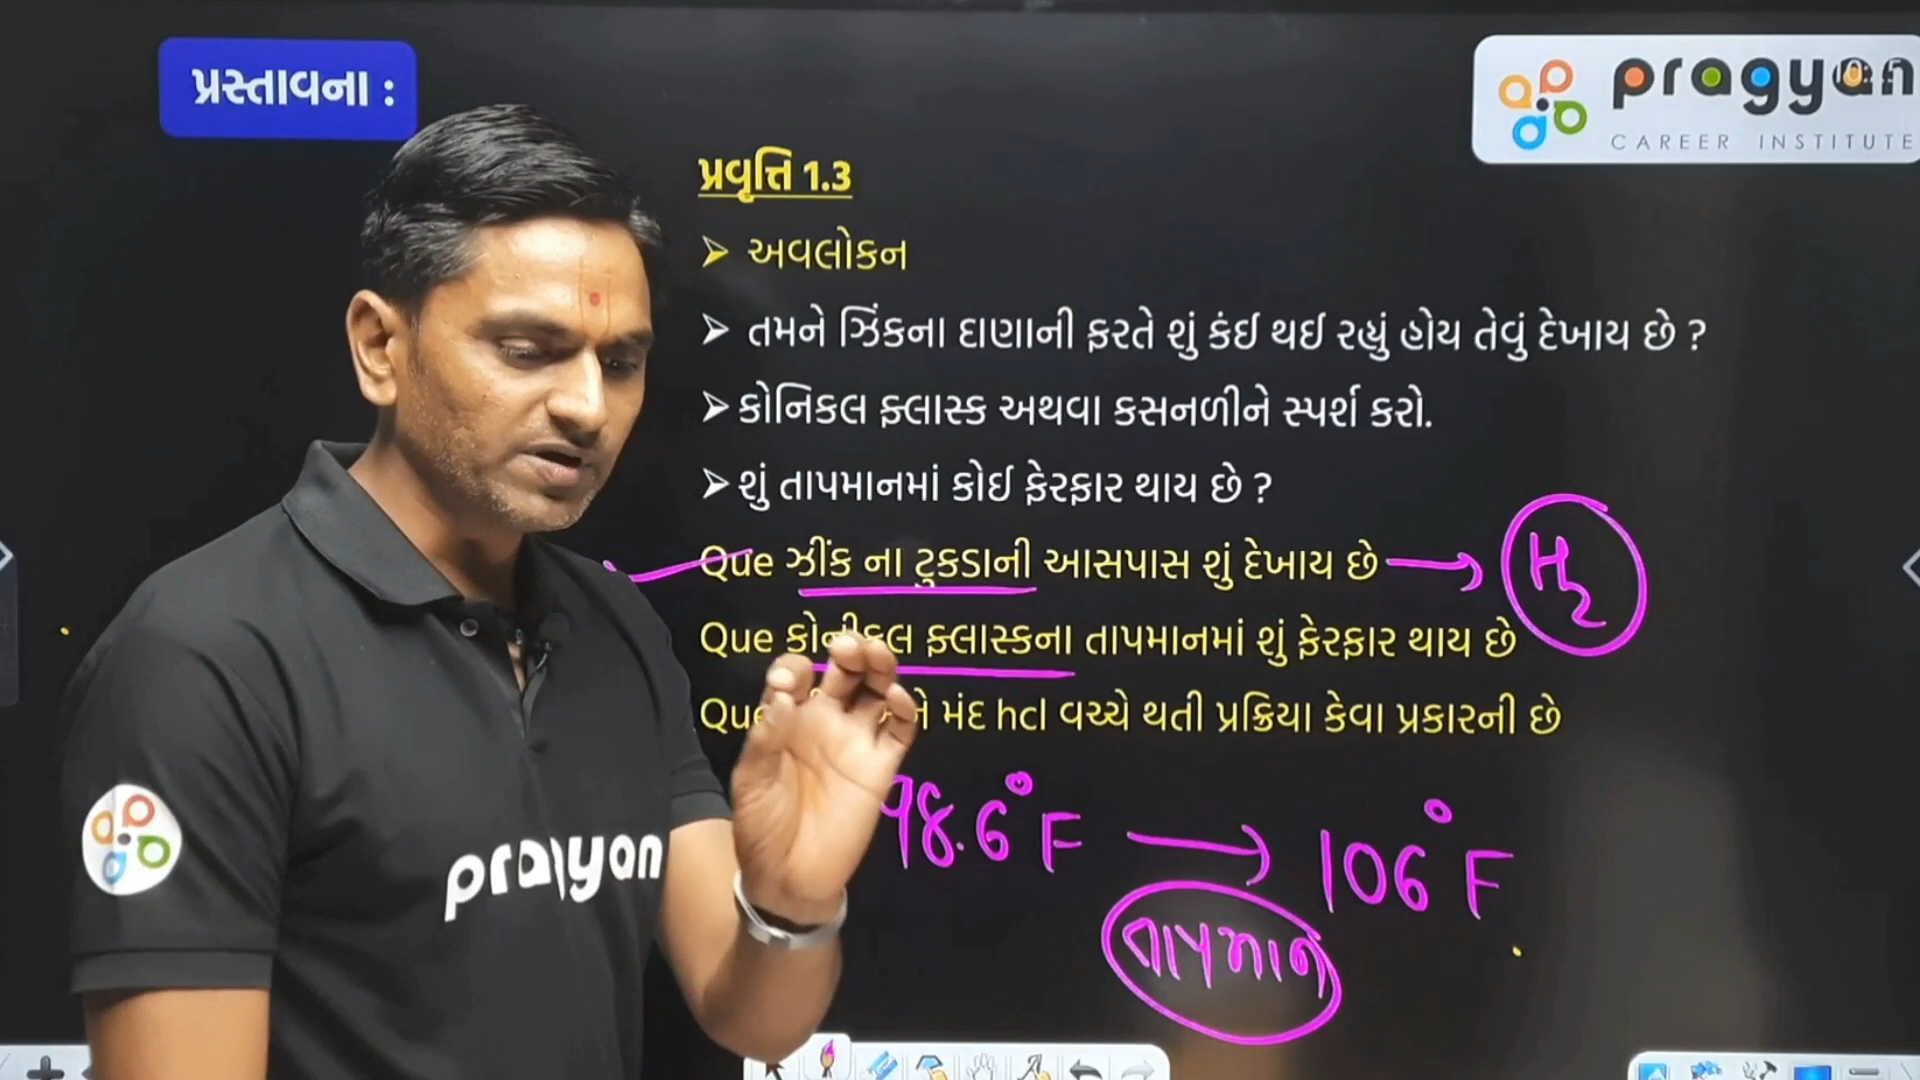 પ્રસ્તાવના :
pragyan
CAREER INSTITUTE
પ્રવૃત્તિ 1.3
➤ અવલોકન
➤ તમને ઝિંકના દાણાની ફરતે શું કંઈ થઈ રહ્યું હોય તેવું દેખાય છે ?
➤ કોનિકલ ફ્લાસ્ક અથવા કસનળીને સ્પર્શ કરો.
➤ શું તાપમાનમાં કોઈ ફેરફાર થાય છે ?
Que ઝીંક ના ટુકડાની આસપાસ શું દેખાય છે → H2
Que કોનીકલ ફ્લાસ્કના તાપમાનમાં શું ફેરફાર થાય છે
Que મંદ hcl વચ્ચે થતી પ્રક્રિયા કેવા પ્રકારની છે
98.6°F → 106°F
તાપમાન
pragyan